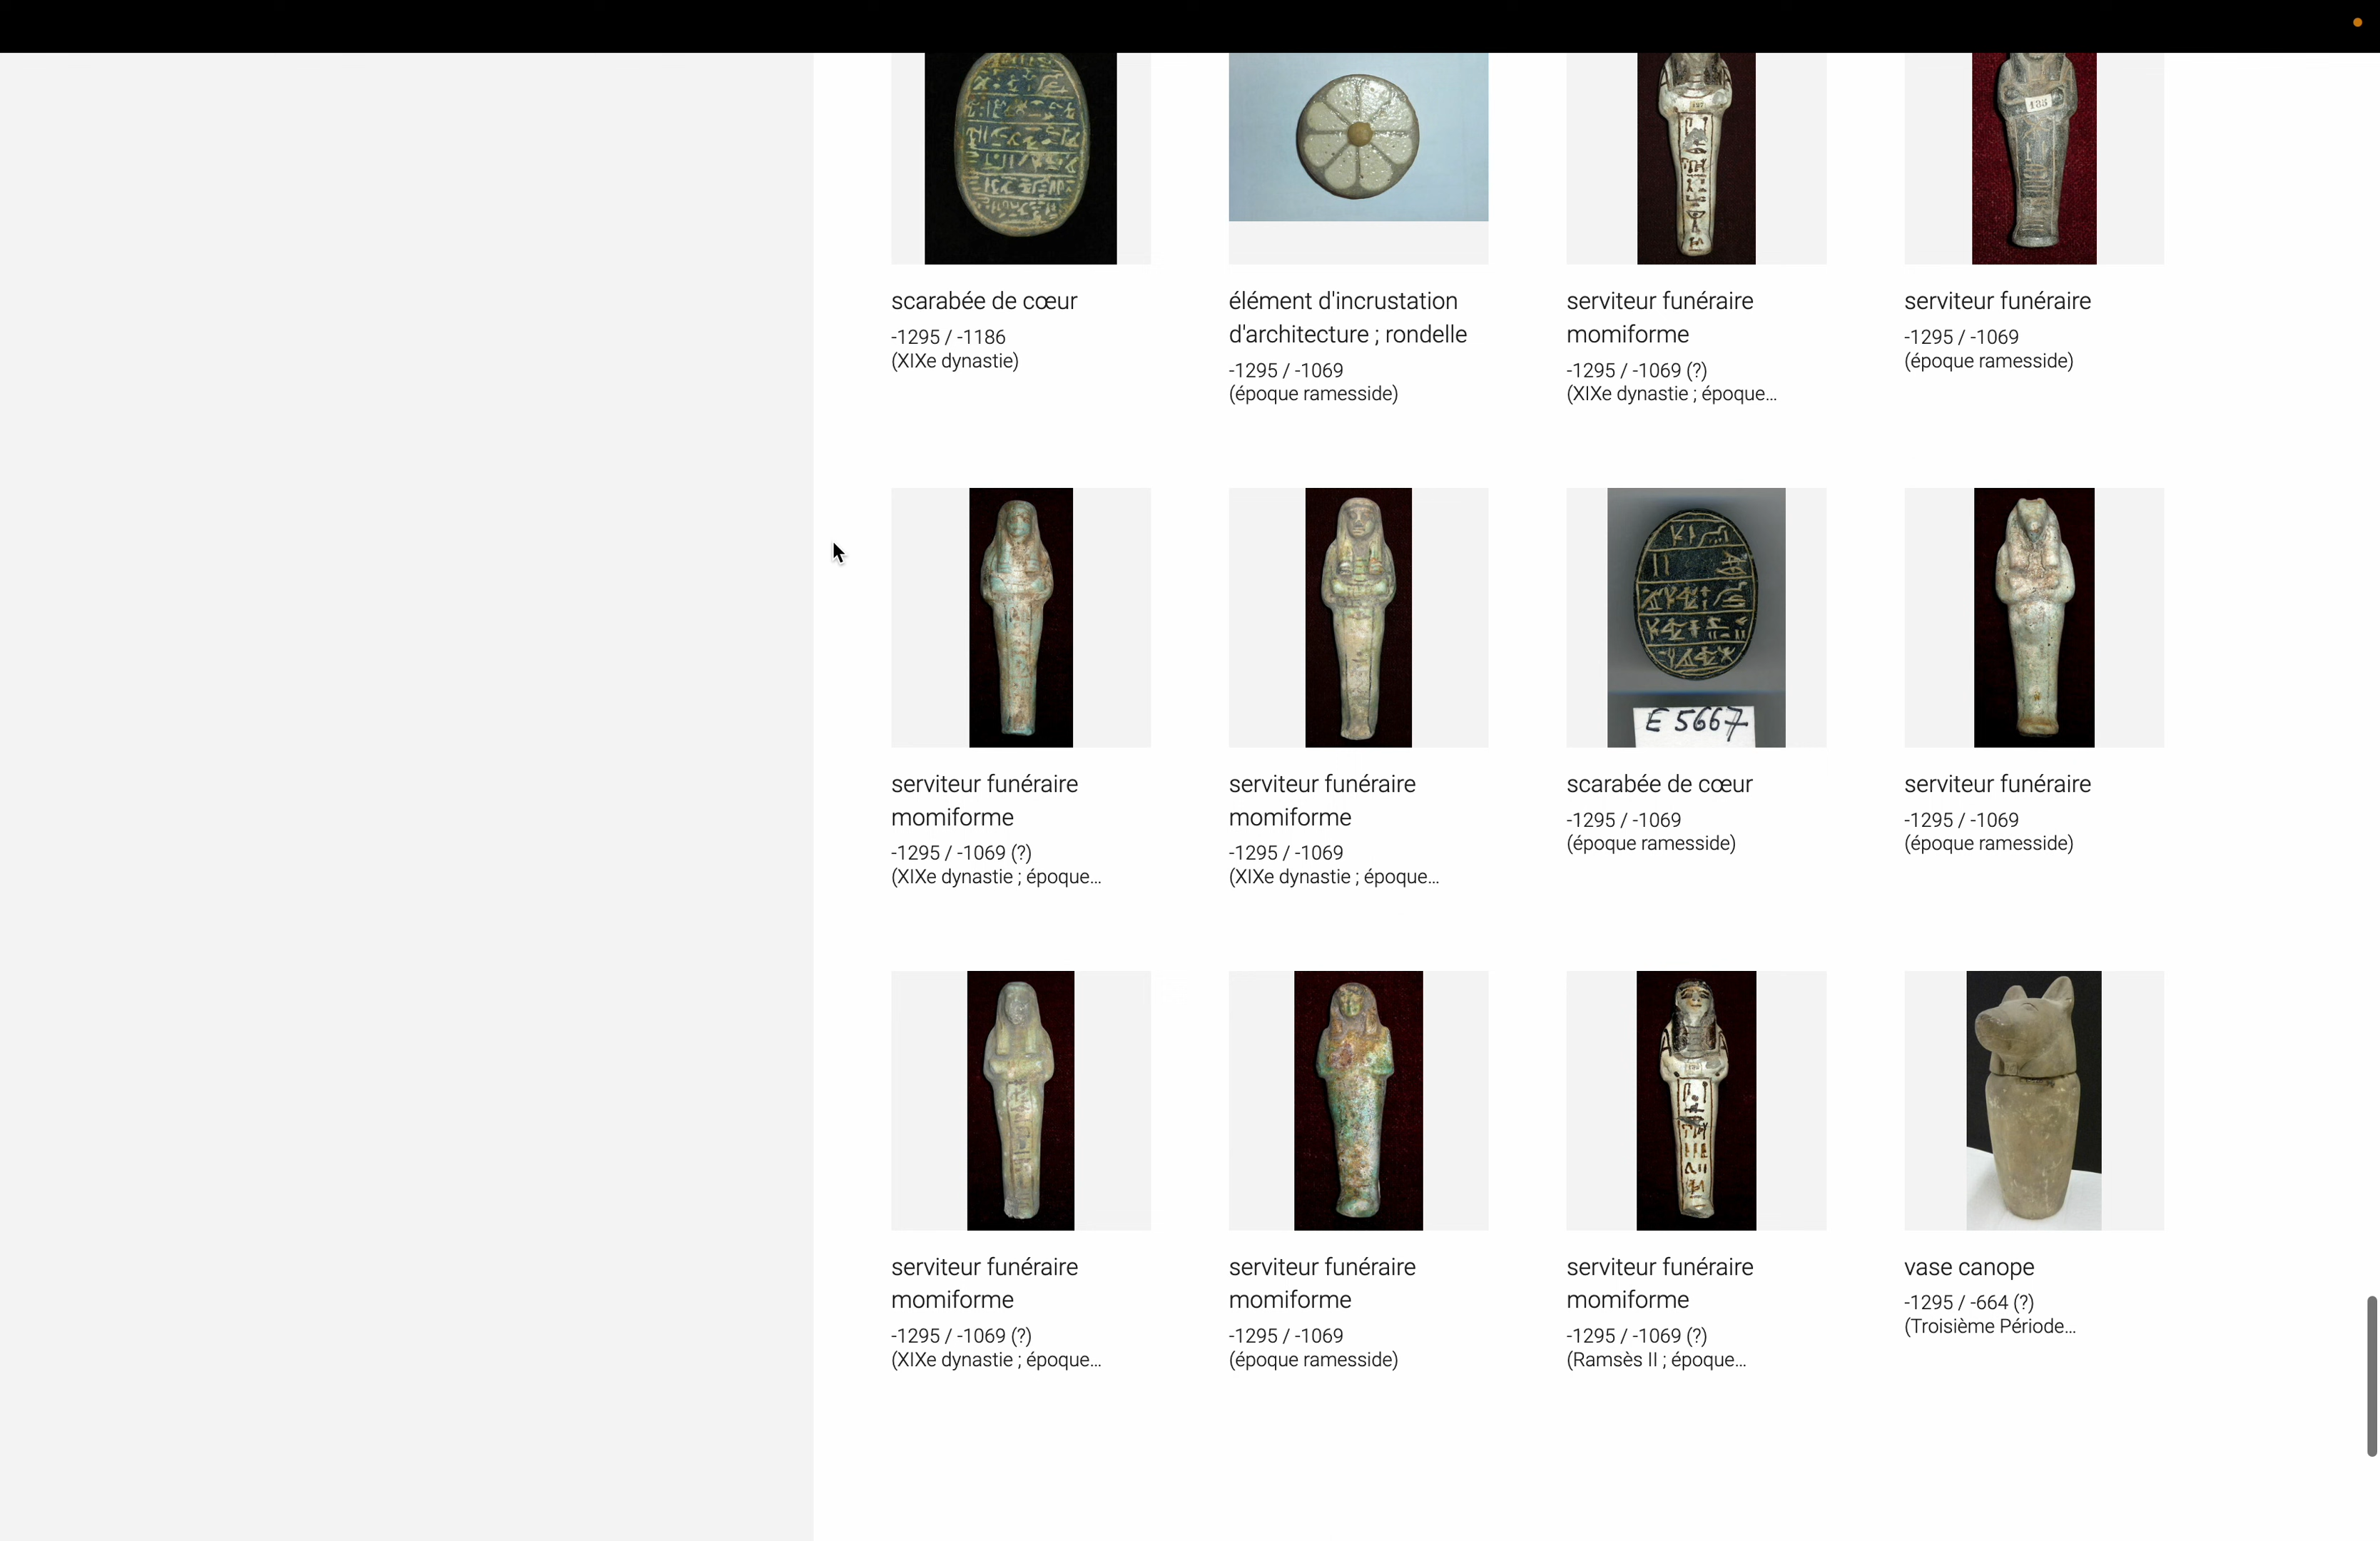 185
scarabée de cœur
-1295 / -1186
(XIXe dynastie)
élément d'incrustation
d'architecture ; rondelle
-1295 / -1069
(époque ramesside)
serviteur funéraire
momiforme
-1295 / -1069 (?)
(XIXe dynastie ; époque...
serviteur funéraire
-1295 / -1069
(époque ramesside)
E 5667
serviteur funéraire
momiforme
-1295 / -1069 (?)
(XIXe dynastie ; époque...
serviteur funéraire
momiforme
-1295 / -1069
(XIXe dynastie ; époque...
scarabée de cœur
-1295 / -1069
(époque ramesside)
serviteur funéraire
-1295 / -1069
(époque ramesside)
serviteur funéraire
momiforme
-1295 / -1069 (?)
(XIXe dynastie ; époque...
serviteur funéraire
momiforme
-1295 / -1069
(époque ramesside)
serviteur funéraire
momiforme
-1295 / -1069 (?)
(Ramsès II ; époque...
vase canope
-1295 / -664 (?)
(Troisième Période...